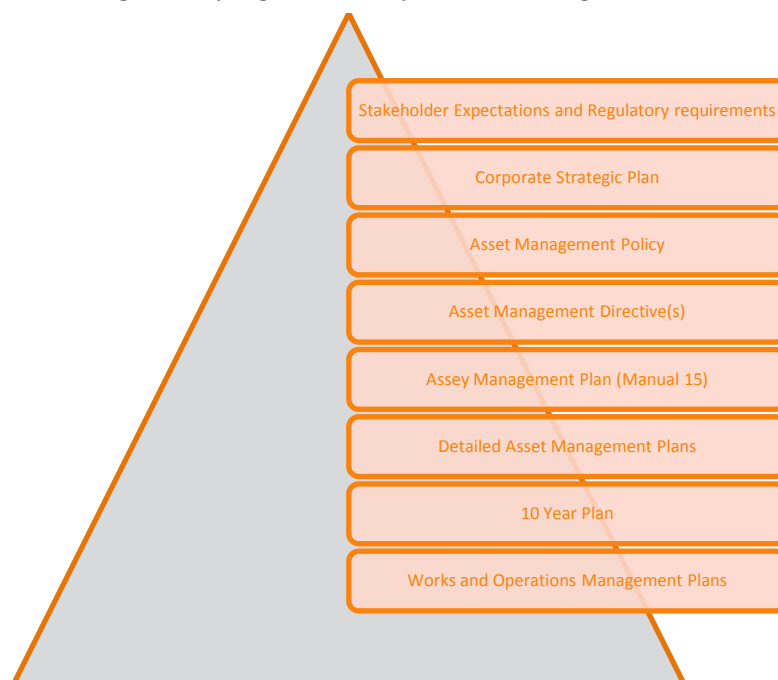 Stakeholder Expectations and Regulatory requirements
Corporate Strategic Plan
Asset Management Policy
Asset Management Directive(s)
Assey Management Plan (Manual 15)
Detailed Asset Management Plans
10 Year Plan
Works and Operations Management Plans